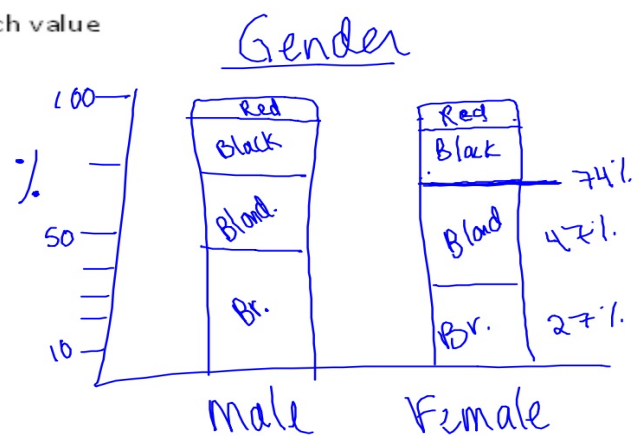 ch value
Gender
100
%
50
10
Red
Black
Blond.
Br.
Red
Black
Blond
Br.
74%
47%
27%
Male
Female